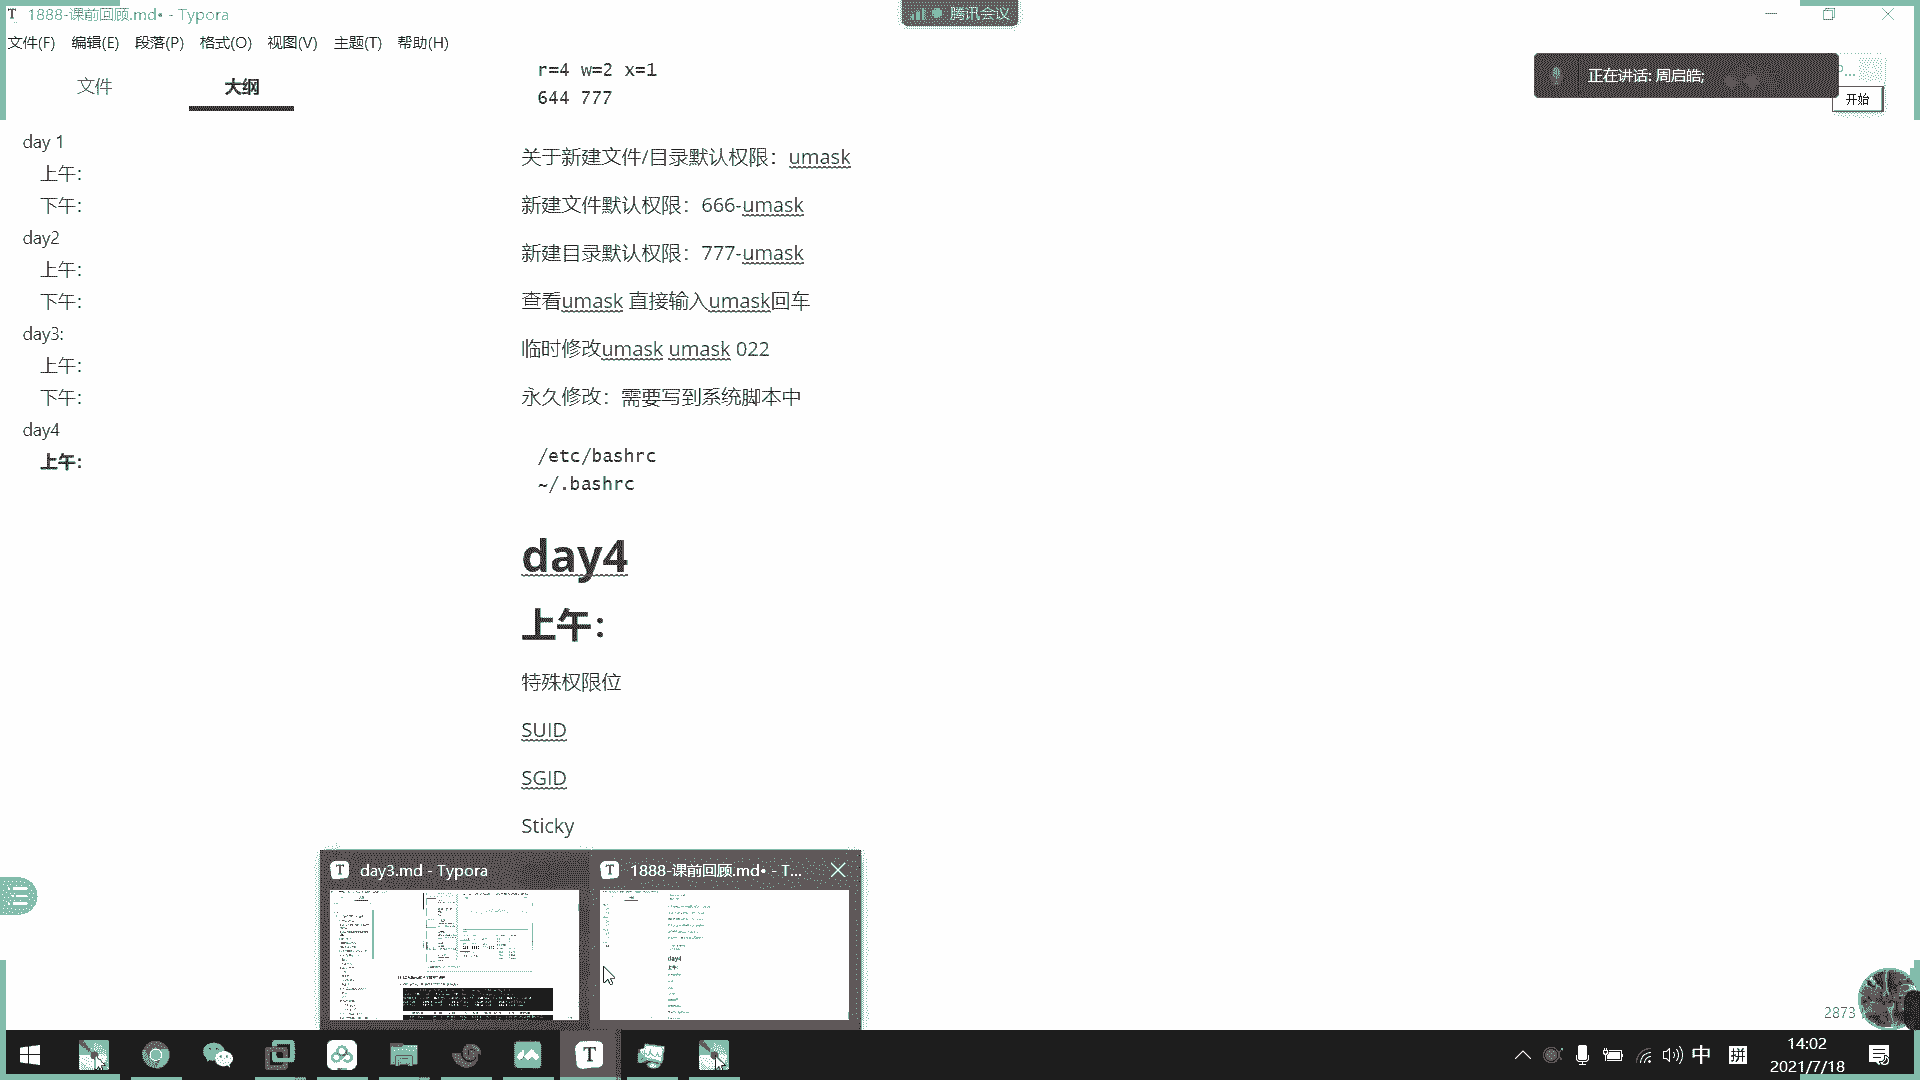 1888-课前回顾.md• - Typora
腾讯会议
文件(F) 编辑(E) 段落(P) 格式(O) 视图(V) 主题(T) 帮助(H)
正在讲话: 周启皓;
开始
文件 大纲
day 1
上午：
下午：
day2
上午：
下午：
day3:
上午：
下午：
day4
上午：
r=4 w=2 x=1
644 777
关于新建文件/目录默认权限：umask
新建文件默认权限：666-umask
新建目录默认权限：777-umask
查看umask 直接输入umask回车
临时修改umask umask 022
永久修改：需要写到系统脚本中
/etc/bashrc
~/.bashrc
day4
上午：
特殊权限位
SUID
SGID
Sticky
day3.md - Typora
1888-课前回顾.md• - T...
2873
中 拼
14:02
2021/7/18